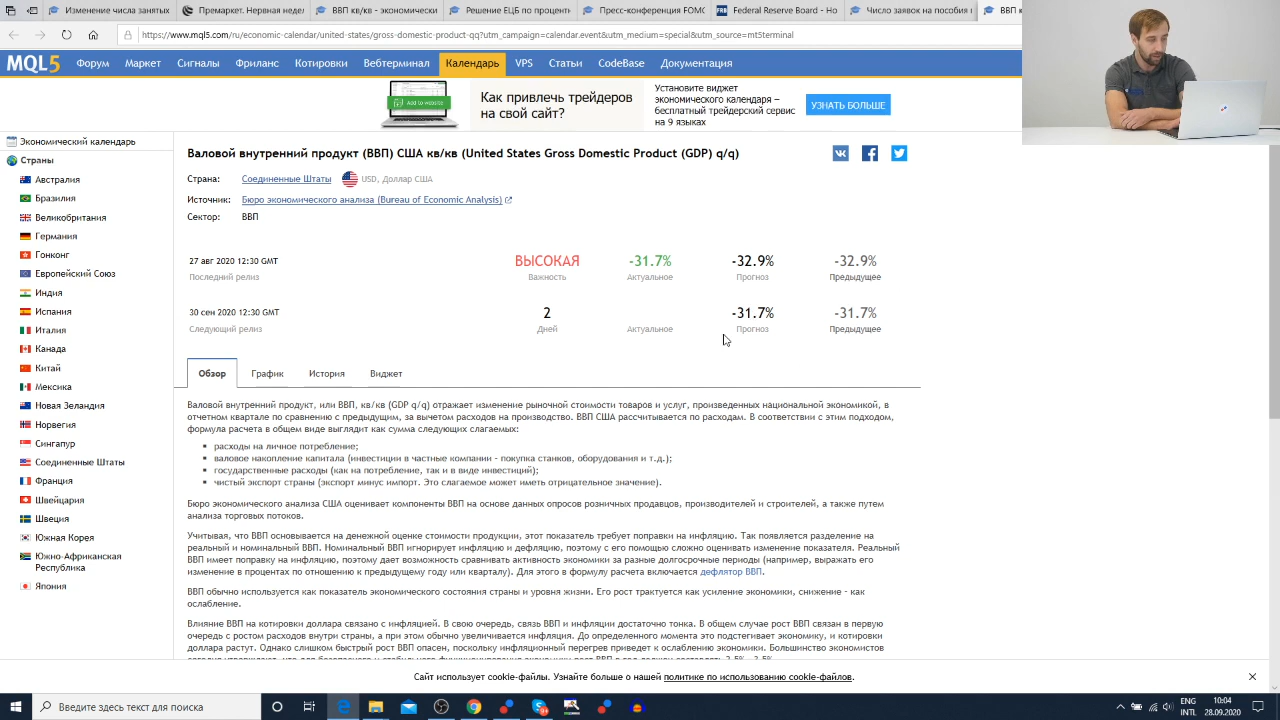 Изменение числа занятых
Премаркет. 11 сентября: Неоп
ВВП кв/кв - экономический по
Решение ЕЦБ по процентн
Пресс-конференция FOMC
Federal Reserve Board - Ho
Число заявок на пособия п
ВВП к
https://www.mql5.com/ru/economic-calendar/united-states/gross-domestic-product-qq?utm_campaign=calendar.event&utm_medium=special&utm_source=mt5terminal
MQL5 Форум Маркет Сигналы Фриланс Котировки Вебтерминал Календарь VPS Статьи CodeBase Документация
Add to website
Как привлечь трейдеров
на свой сайт?
Установите виджет
экономического календаря –
бесплатный трейдерский сервис
на 9 языках
УЗНАТЬ БОЛЬШЕ
Экономический календарь
Страны
Австралия
Бразилия
Великобритания
Германия
Гонконг
Европейский Союз
Индия
Испания
Италия
Канада
Китай
Мексика
Новая Зеландия
Норвегия
Сингапур
Соединенные Штаты
Франция
Швейцария
Швеция
Южная Корея
Южно-Африканская
Республика
Япония
Валовой внутренний продукт (ВВП) США кв/кв (United States Gross Domestic Product (GDP) q/q)
Страна: Соединенные Штаты USD, Доллар США
Источник: Бюро экономического анализа (Bureau of Economic Analysis)
Сектор: ВВП
27 авг 2020 12:30 GMT ВЫСОКАЯ -31.7% -32.9% -32.9%
Последний релиз Важность Актуальное Прогноз Предыдущее
30 сен 2020 12:30 GMT 2 -31.7% -31.7%
Следующий релиз Дней Актуальное Прогноз Предыдущее
Обзор График История Виджет
Валовой внутренний продукт, или ВВП, кв/кв (GDP q/q) отражает изменение рыночной стоимости товаров и услуг, произведенных национальной экономикой, в
отчетном квартале по сравнению с предыдущим, за вычетом расходов на производство. ВВП США рассчитывается по расходам. В соответствии с этим подходом,
формула расчета в общем виде выглядит как сумма следующих слагаемых:
▪ расходы на личное потребление;
▪ валовое накопление капитала (инвестиции в частные компании - покупка станков, оборудования и т.д.);
▪ государственные расходы (как на потребление, так и в виде инвестиций);
▪ чистый экспорт страны (экспорт минус импорт. Это слагаемое может иметь отрицательное значение).
Бюро экономического анализа США оценивает компоненты ВВП на основе данных опросов розничных продавцов, производителей и строителей, а также путем
анализа торговых потоков.
Учитывая, что ВВП основывается на денежной оценке стоимости продукции, этот показатель требует поправки на инфляцию. Так появляется разделение на
реальный и номинальный ВВП. Номинальный ВВП игнорирует инфляцию и дефляцию, поэтому с его помощью сложно оценивать изменение показателя. Реальный
ВВП имеет поправку на инфляцию, поэтому дает возможность сравнивать активность экономики за разные долгосрочные периоды (например, выражать его
изменение в процентах по отношению к предыдущему году или кварталу). Для этого в формулу расчета включается дефлятор ВВП.
ВВП обычно используется как показатель экономического состояния страны и уровня жизни. Его рост трактуется как усиление экономики, снижение - как
ослабление.
Влияние ВВП на котировки доллара связано с инфляцией. В свою очередь, связь ВВП и инфляции достаточно тонка. В общем случае рост ВВП связан в первую
очередь с ростом расходов внутри страны, а при этом обычно увеличивается инфляция. До определенного момента это подстегивает экономику, и котировки
доллара растут. Однако слишком быстрый рост ВВП опасен, поскольку инфляционный перегрев приведет к ослаблению экономики. Большинство экономистов
Сайт использует cookie-файлы. Узнайте больше о нашей политике по использованию cookie-файлов.
Введите здесь текст для поиска
ENG
INTL
10:04
28.09.2020